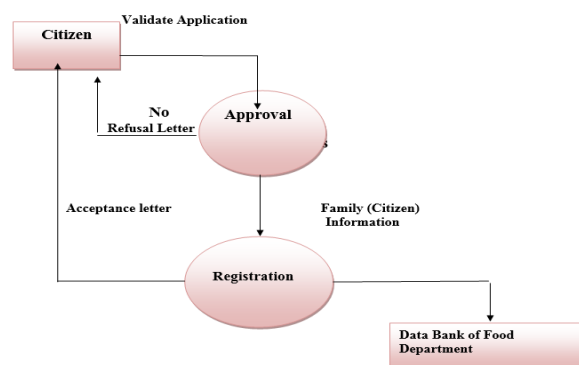 Validate Application
Citizen
No
Refusal Letter
Approval
s
Acceptance letter
Family (Citizen)
Information
Registration
Data Bank of Food
Department